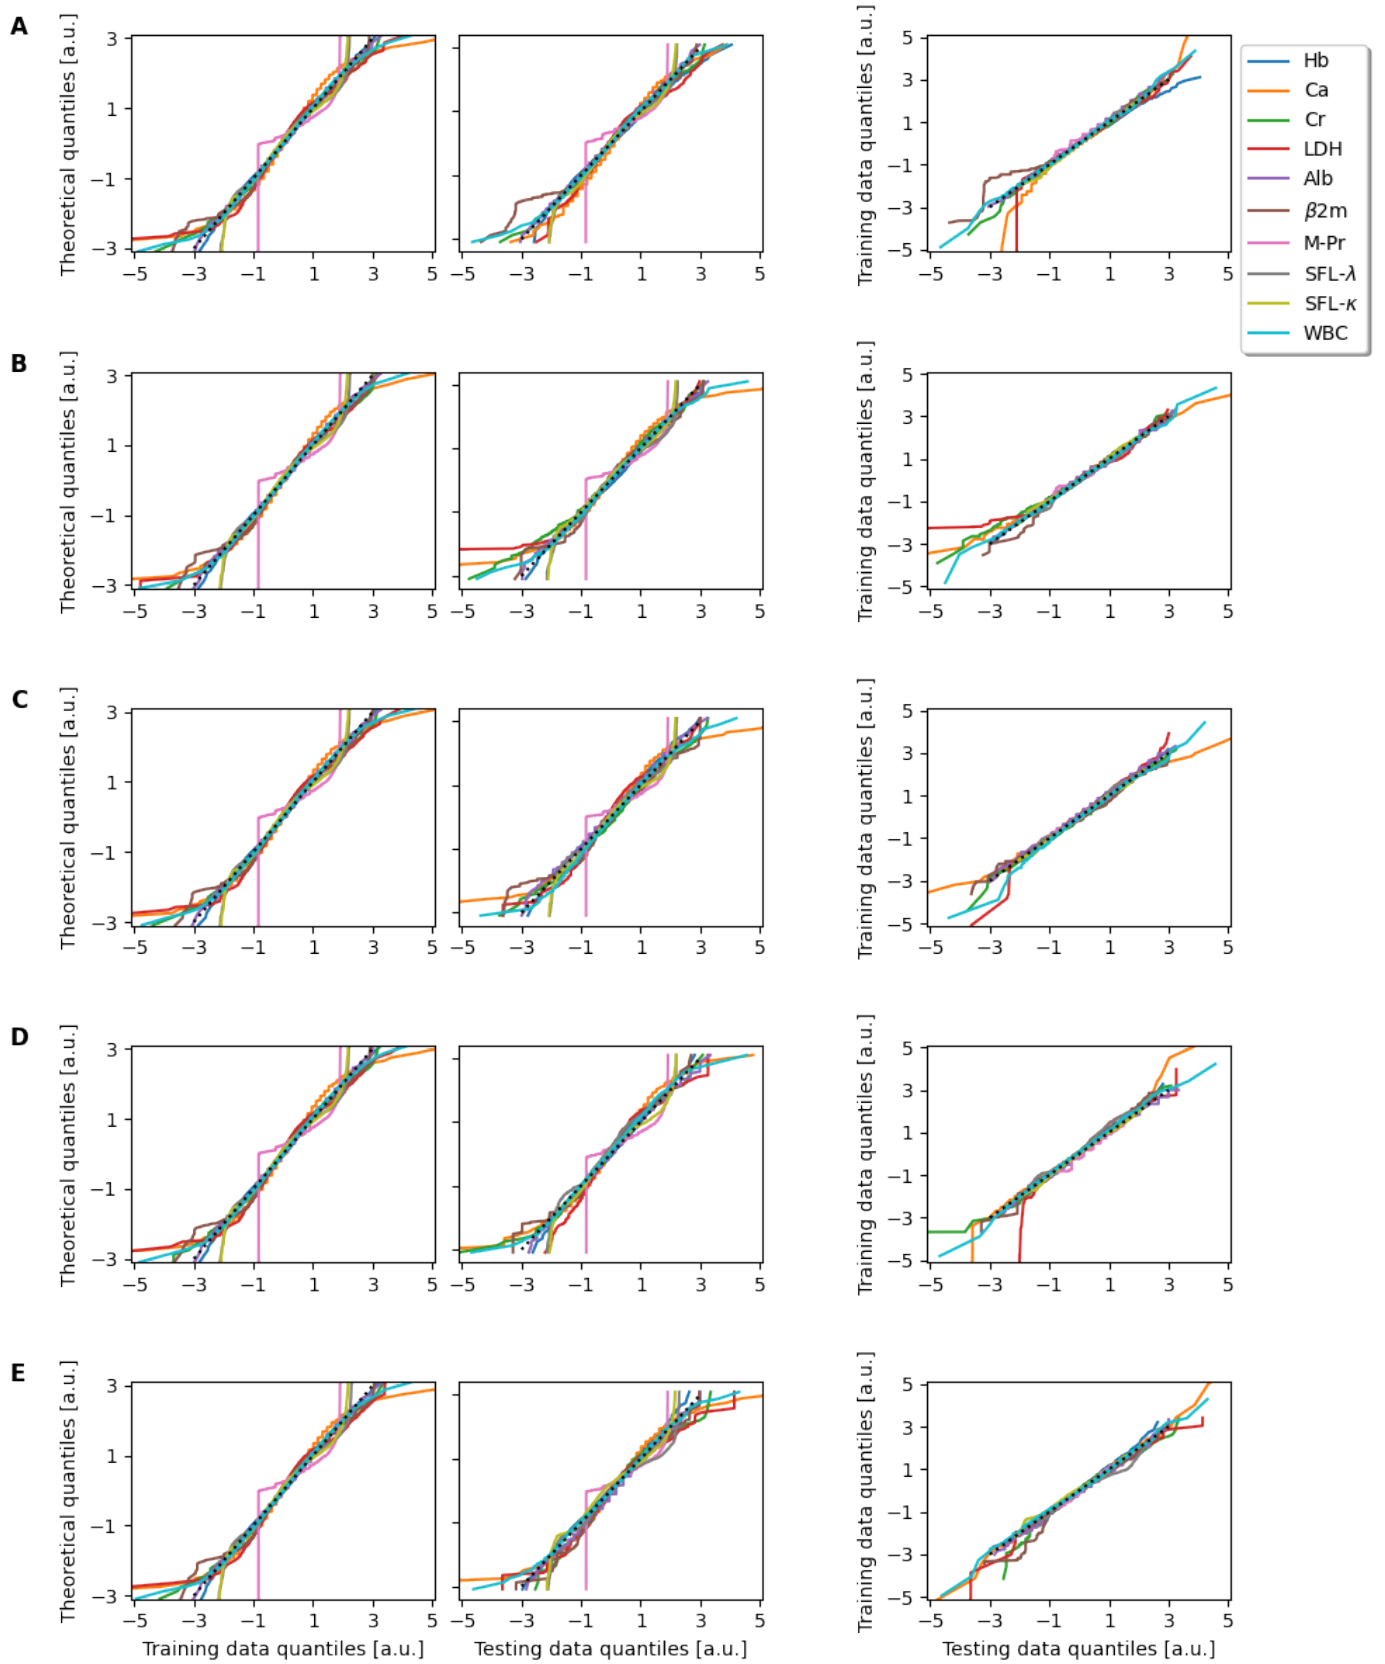 A
Theoretical quantiles [a.u.]
3
1
−1
−3
−5 −3 −1 1 3 5
−5 −3 −1 1 3 5
Training data quantiles [a.u.]
5
3
1
−1
−3
−5
−5 −3 −1 1 3 5
Hb
Ca
Cr
LDH
Alb
β2m
M-Pr
SFL-λ
SFL-κ
WBC
B
Theoretical quantiles [a.u.]
3
1
−1
−3
−5 −3 −1 1 3 5
−5 −3 −1 1 3 5
Training data quantiles [a.u.]
5
3
1
−1
−3
−5
−5 −3 −1 1 3 5
C
Theoretical quantiles [a.u.]
3
1
−1
−3
−5 −3 −1 1 3 5
−5 −3 −1 1 3 5
Training data quantiles [a.u.]
5
3
1
−1
−3
−5
−5 −3 −1 1 3 5
D
Theoretical quantiles [a.u.]
3
1
−1
−3
−5 −3 −1 1 3 5
−5 −3 −1 1 3 5
Training data quantiles [a.u.]
5
3
1
−1
−3
−5
−5 −3 −1 1 3 5
E
Theoretical quantiles [a.u.]
3
1
−1
−3
−5 −3 −1 1 3 5
Training data quantiles [a.u.]
−5 −3 −1 1 3 5
Testing data quantiles [a.u.]
Training data quantiles [a.u.]
5
3
1
−1
−3
−5
−5 −3 −1 1 3 5
Testing data quantiles [a.u.]